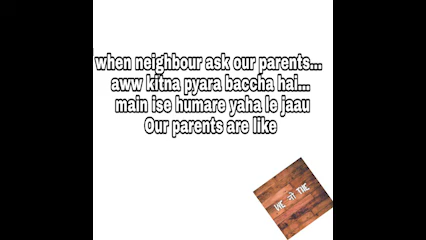 when neighbour ask our parents...
aww kitna pyara baccha hai...
main ise humare yaha le jaau
Our parents are like
THE